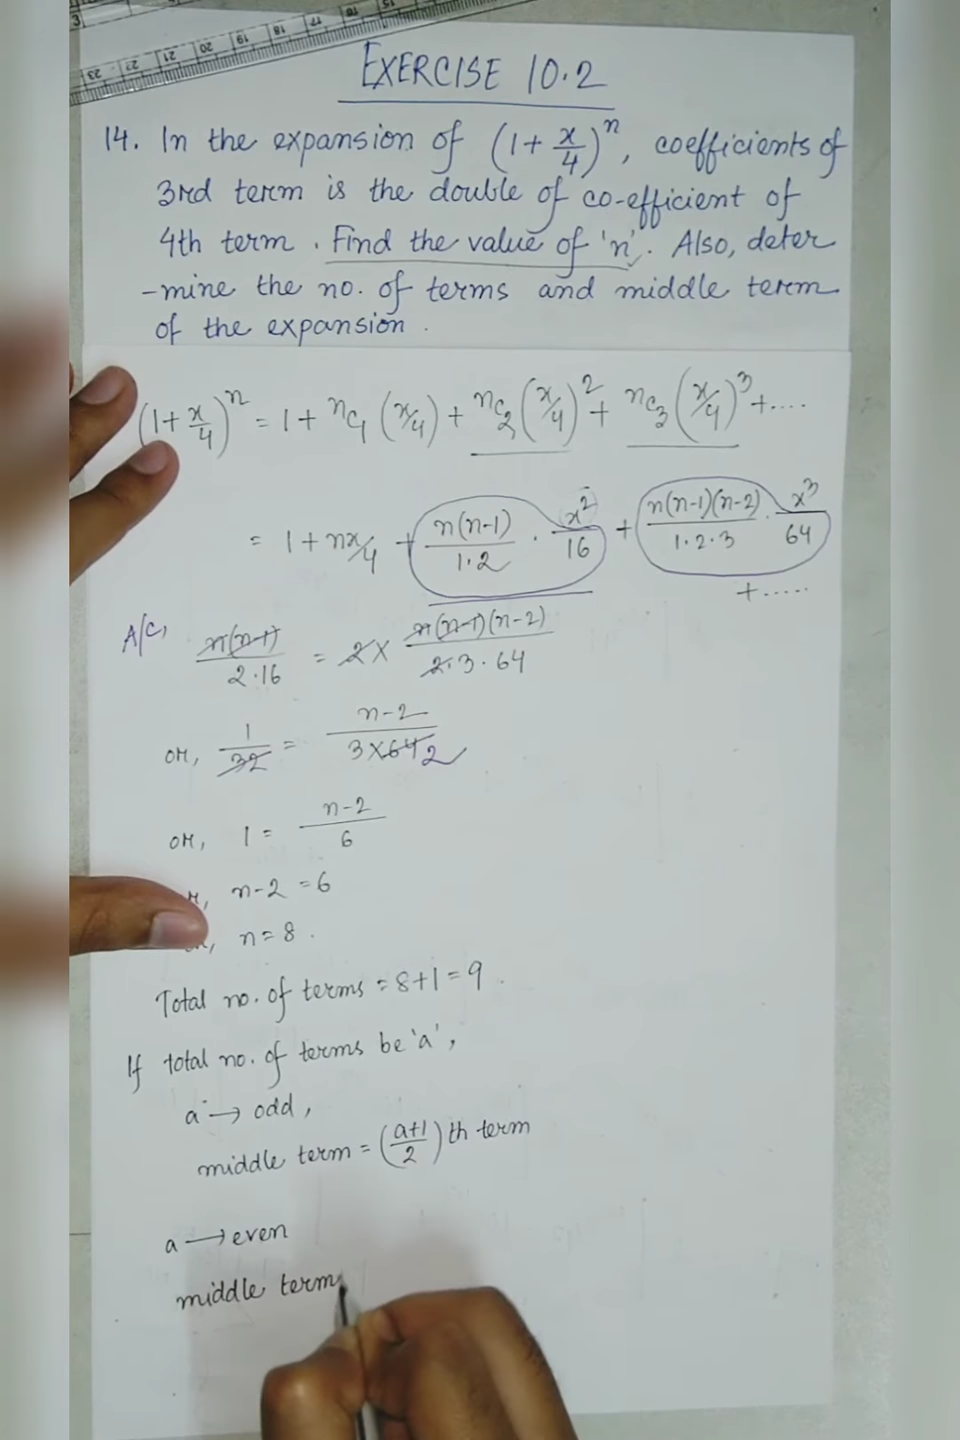 EXERCISE 10.2
14. In the expansion of (1 + x/4)^n, coefficients of
3rd term is the double of co-efficient of
4th term. Find the value of 'n'. Also, deter
-mine the no. of terms and middle term
of the expansion.
(1 + x/4)^n = 1 + nC1 (x/4) + nC2 (x/4)^2 + nC3 (x/4)^3 + ....
= 1 + nx/4 + n(n-1)/1.2 . x^2/16 + n(n-1)(n-2)/1.2.3 . x^3/64
+ .....
A/C, n(n-1)/2.16 = 2 × n(n-1)(n-2)/2.3.64
or, 1/32 = n-2/3×64 2
or, 1 = n-2/6
n-2 = 6
n = 8.
Total no. of terms = 8+1 = 9.
If total no. of terms be 'a',
a → odd,
middle term = (a+1/2) th term
a → even
middle term